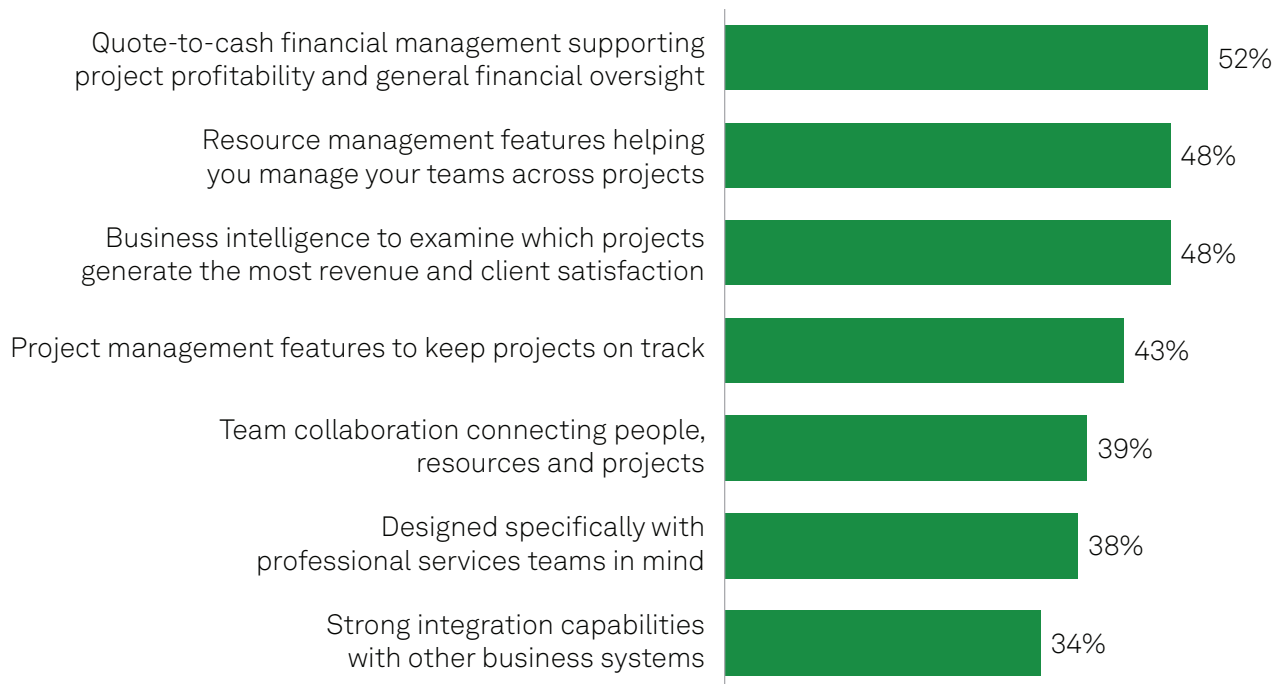 Quote-to-cash financial management supporting
project profitability and general financial oversight
52%
Resource management features helping
you manage your teams across projects
48%
Business intelligence to examine which projects
generate the most revenue and client satisfaction
48%
Project management features to keep projects on track
43%
Team collaboration connecting people,
resources and projects
39%
Designed specifically with
professional services teams in mind
38%
Strong integration capabilities
with other business systems
34%